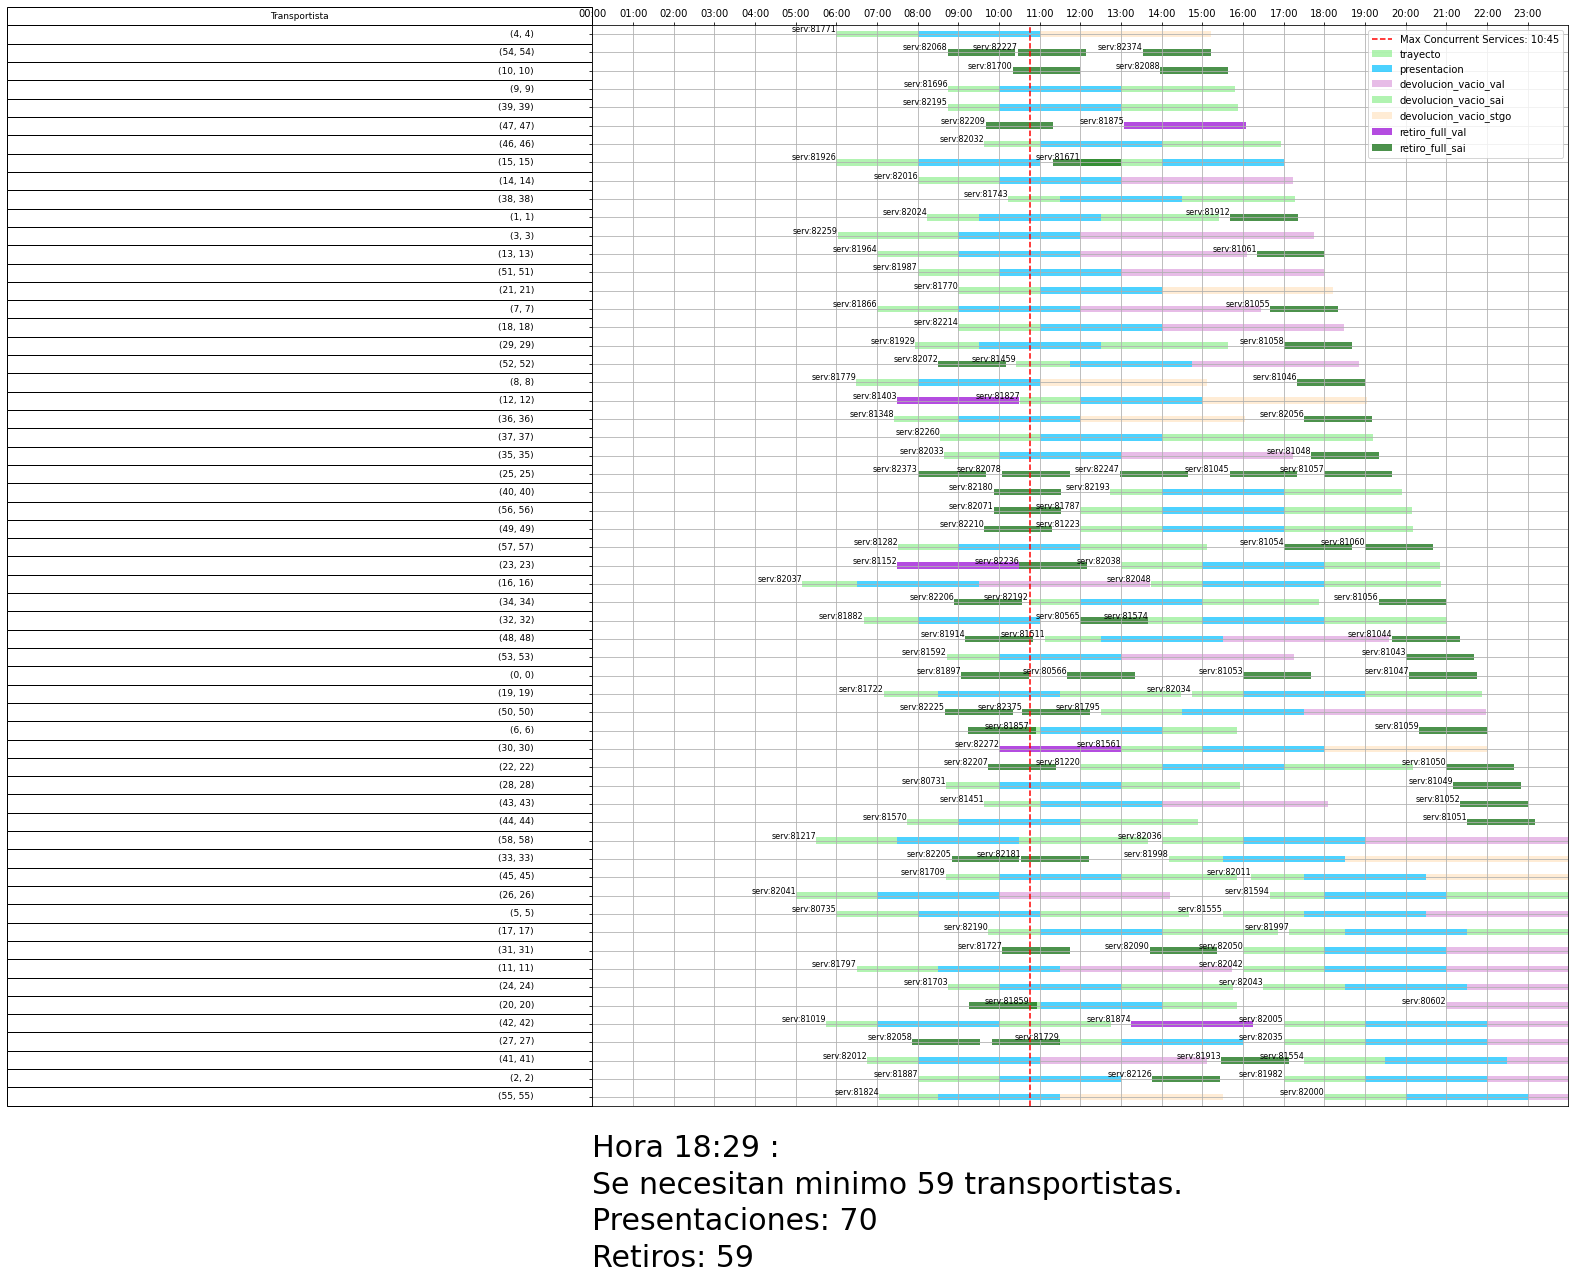 Transportista 00:00 01:00 02:00 03:00 04:00 05:00 06:00 07:00 08:00 09:00 10:00 11:00 12:00 13:00 14:00 15:00 16:00 17:00 18:00 19:00 20:00 21:00 22:00 23:00
(4, 4) serv:81771
(54, 54) serv:82068 serv:82227 serv:82374
(10, 10) serv:81700 serv:82088
(9, 9) serv:81696
(39, 39) serv:82195
(47, 47) serv:82209 serv:81875
(46, 46) serv:82032
(15, 15) serv:81926 serv:81671
(14, 14) serv:82016
(38, 38) serv:81743
(1, 1) serv:82024 serv:81912
(3, 3) serv:82259
(13, 13) serv:81964 serv:81061
(51, 51) serv:81987
(21, 21) serv:81770
(7, 7) serv:81866 serv:81055
(18, 18) serv:82214
(29, 29) serv:81929 serv:81058
(52, 52) serv:82072 serv:81459
(8, 8) serv:81779 serv:81046
(12, 12) serv:81403 serv:81827
(36, 36) serv:81348 serv:82056
(37, 37) serv:82260
(35, 35) serv:82033 serv:81048
(25, 25) serv:82373 serv:82078 serv:82247 serv:81045 serv:81057
(40, 40) serv:82180 serv:82193
(56, 56) serv:82071 serv:81787
(49, 49) serv:82210 serv:81223
(57, 57) serv:81282 serv:81054 serv:81060
(23, 23) serv:81152 serv:82236 serv:82038
(16, 16) serv:82037 serv:82048
(34, 34) serv:82206 serv:82192 serv:81056
(32, 32) serv:81882 serv:80565 serv:81574
(48, 48) serv:81914 serv:81511 serv:81044
(53, 53) serv:81592 serv:81043
(0, 0) serv:81897 serv:80566 serv:81053 serv:81047
(19, 19) serv:81722 serv:82034
(50, 50) serv:82225 serv:82375 serv:81795
(6, 6) serv:81857 serv:81059
(30, 30) serv:82272 serv:81561
(22, 22) serv:82207 serv:81220 serv:81050
(28, 28) serv:80731 serv:81049
(43, 43) serv:81451 serv:81052
(44, 44) serv:81570 serv:81051
(58, 58) serv:81217 serv:82036
(33, 33) serv:82205 serv:82181 serv:81998
(45, 45) serv:81709 serv:82011
(26, 26) serv:82041 serv:81594
(5, 5) serv:80735 serv:81555
(17, 17) serv:82190 serv:81997
(31, 31) serv:81727 serv:82090 serv:82050
(11, 11) serv:81797 serv:82042
(24, 24) serv:81703 serv:82043
(20, 20) serv:81859 serv:80602
(42, 42) serv:81019 serv:81874 serv:82005
(27, 27) serv:82058 serv:81729 serv:82035
(41, 41) serv:82012 serv:81913 serv:81554
(2, 2) serv:81887 serv:82126 serv:81982
(55, 55) serv:81824 serv:82000
Max Concurrent Services: 10:45
trayecto
presentacion
devolucion_vacio_val
devolucion_vacio_sai
devolucion_vacio_stgo
retiro_full_val
retiro_full_sai
Hora 18:29 :
Se necesitan minimo 59 transportistas.
Presentaciones: 70
Retiros: 59